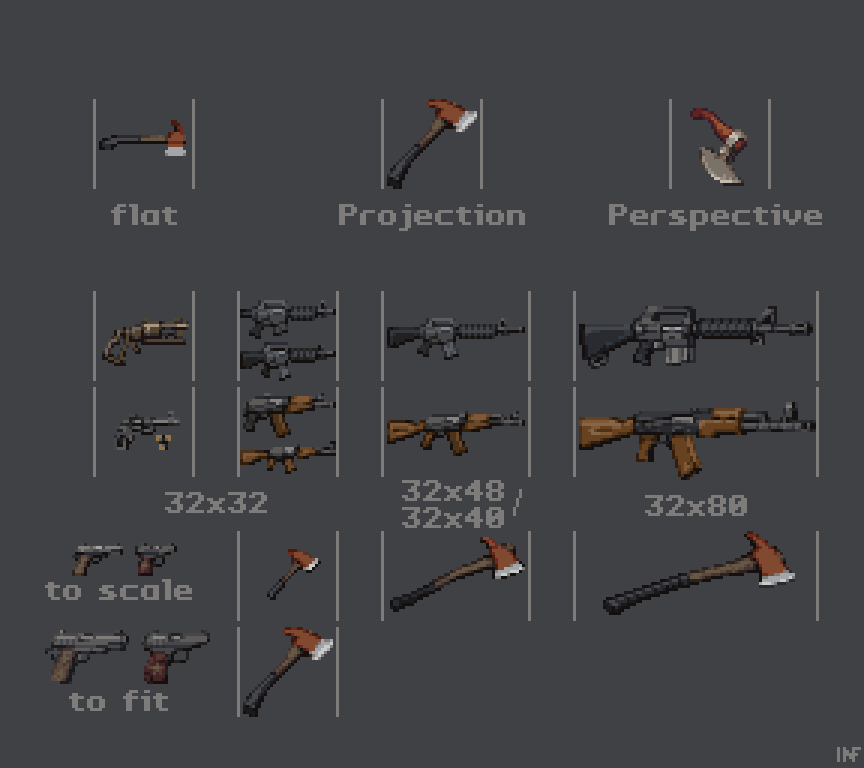 flat
Projection
Perspective
32x32
32x48/
32x40
32x80
to scale
to fit
INF